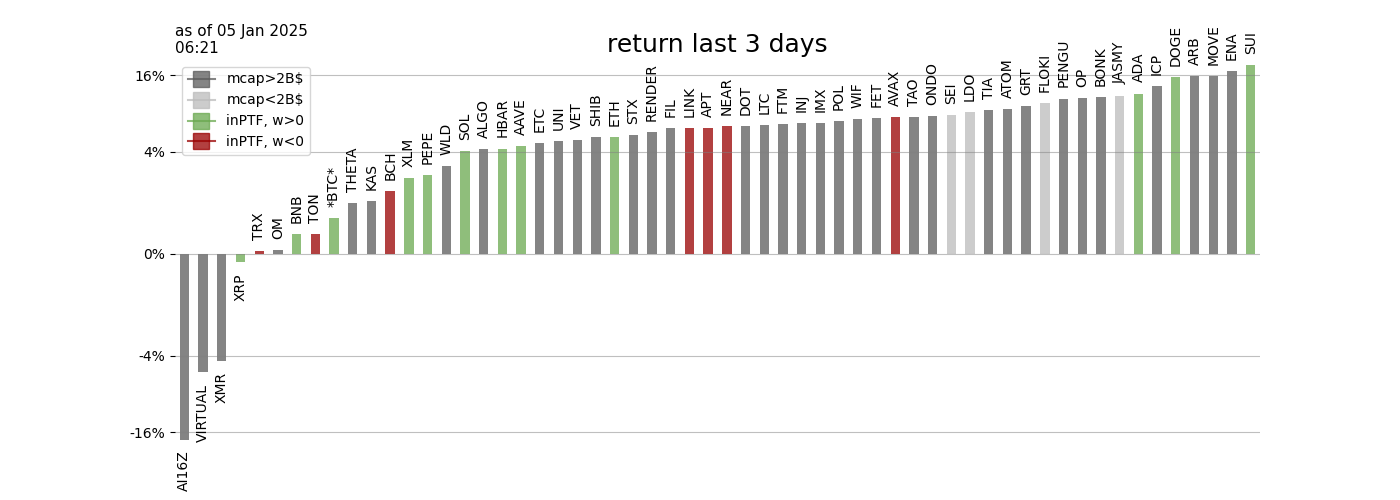 as of 05 Jan 2025
06:21
return last 3 days
mcap>2B$
mcap<2B$
inPTF, w>0
inPTF, w<0
16%
4%
0%
-4%
-16%
AI16Z
VIRTUAL
XMR
XRP
TRX
OM
BNB
TON
*BTC*
THETA
KAS
BCH
XLM
PEPE
WLD
SOL
ALGO
HBAR
AAVE
ETC
UNI
VET
SHIB
ETH
STX
RENDER
FIL
LINK
APT
NEAR
DOT
LTC
FTM
INJ
IMX
POL
WIF
FET
AVAX
TAO
ONDO
SEI
LDO
TIA
ATOM
GRT
FLOKI
PENGU
OP
BONK
JASMY
ADA
ICP
DOGE
ARB
MOVE
ENA
SUI